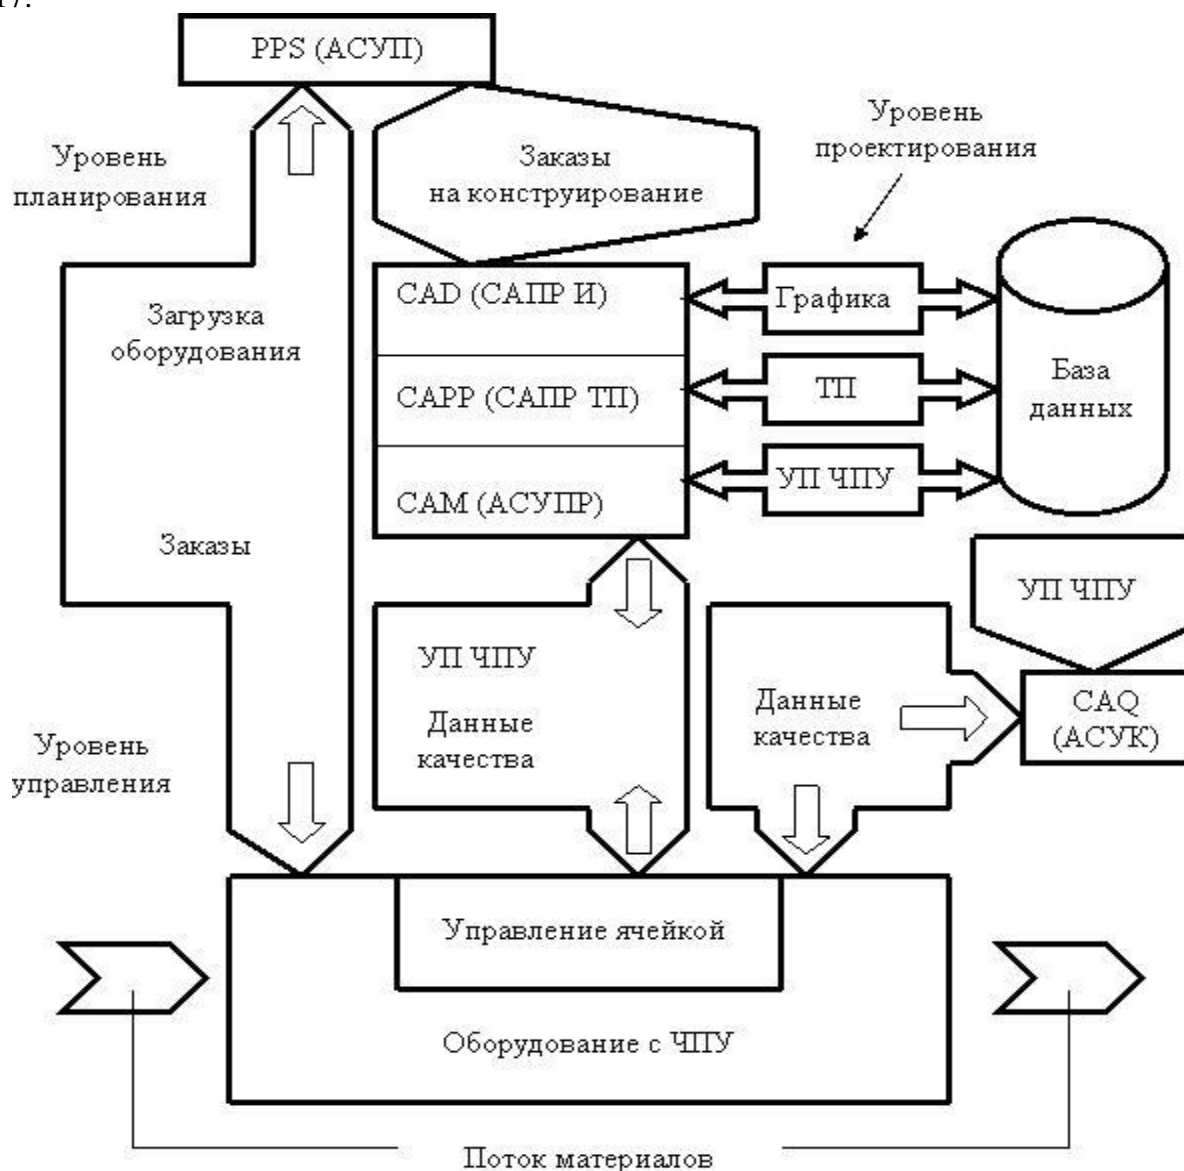 17.
PPS (АСУП)
Уровень
планирования
Заказы
на конструирование
Уровень
проектирования
Загрузка
оборудования
Заказы
CAD (САПР И)
CAPP (САПР ТП)
CAM (АСУПР)
Графика
ТП
УП ЧПУ
База
данных
УП ЧПУ
Уровень
управления
УП ЧПУ
Данные
качества
Данные
качества
CAQ
(АСУК)
Управление ячейкой
Оборудование с ЧПУ
Поток материалов